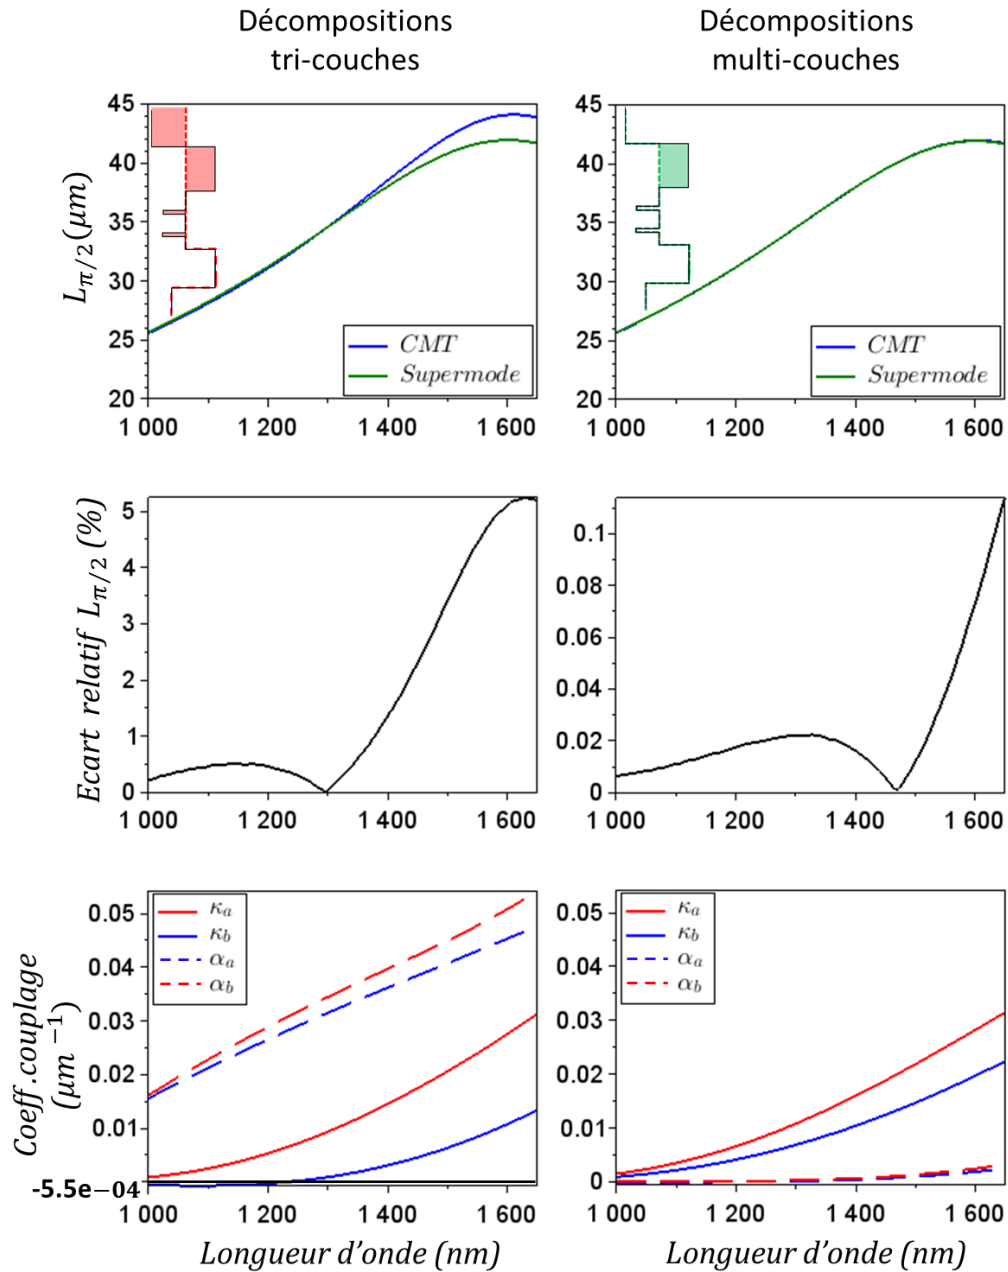 Décompositions
tri-couches
Décompositions
multi-couches
45
40
35
30
25
20
L π/2 (μm)
CMT
Supermode
1 000
1 200
1 400
1 600
45
40
35
30
25
20
CMT
Supermode
1 000
1 200
1 400
1 600
5
4
3
2
1
0
Ecart relatif L π/2 (%)
1 000
1 200
1 400
1 600
0.1
0.08
0.06
0.04
0.02
0
1 000
1 200
1 400
1 600
0.05
0.04
0.03
0.02
0.01
-5.5e−04
Coeff.couplage
(μm −1)
κa
κb
αa
αb
1 000
1 200
1 400
1 600
Longueur d'onde (nm)
0.05
0.04
0.03
0.02
0.01
0
κa
κb
αa
αb
1 000
1 200
1 400
1 600
Longueur d'onde (nm)